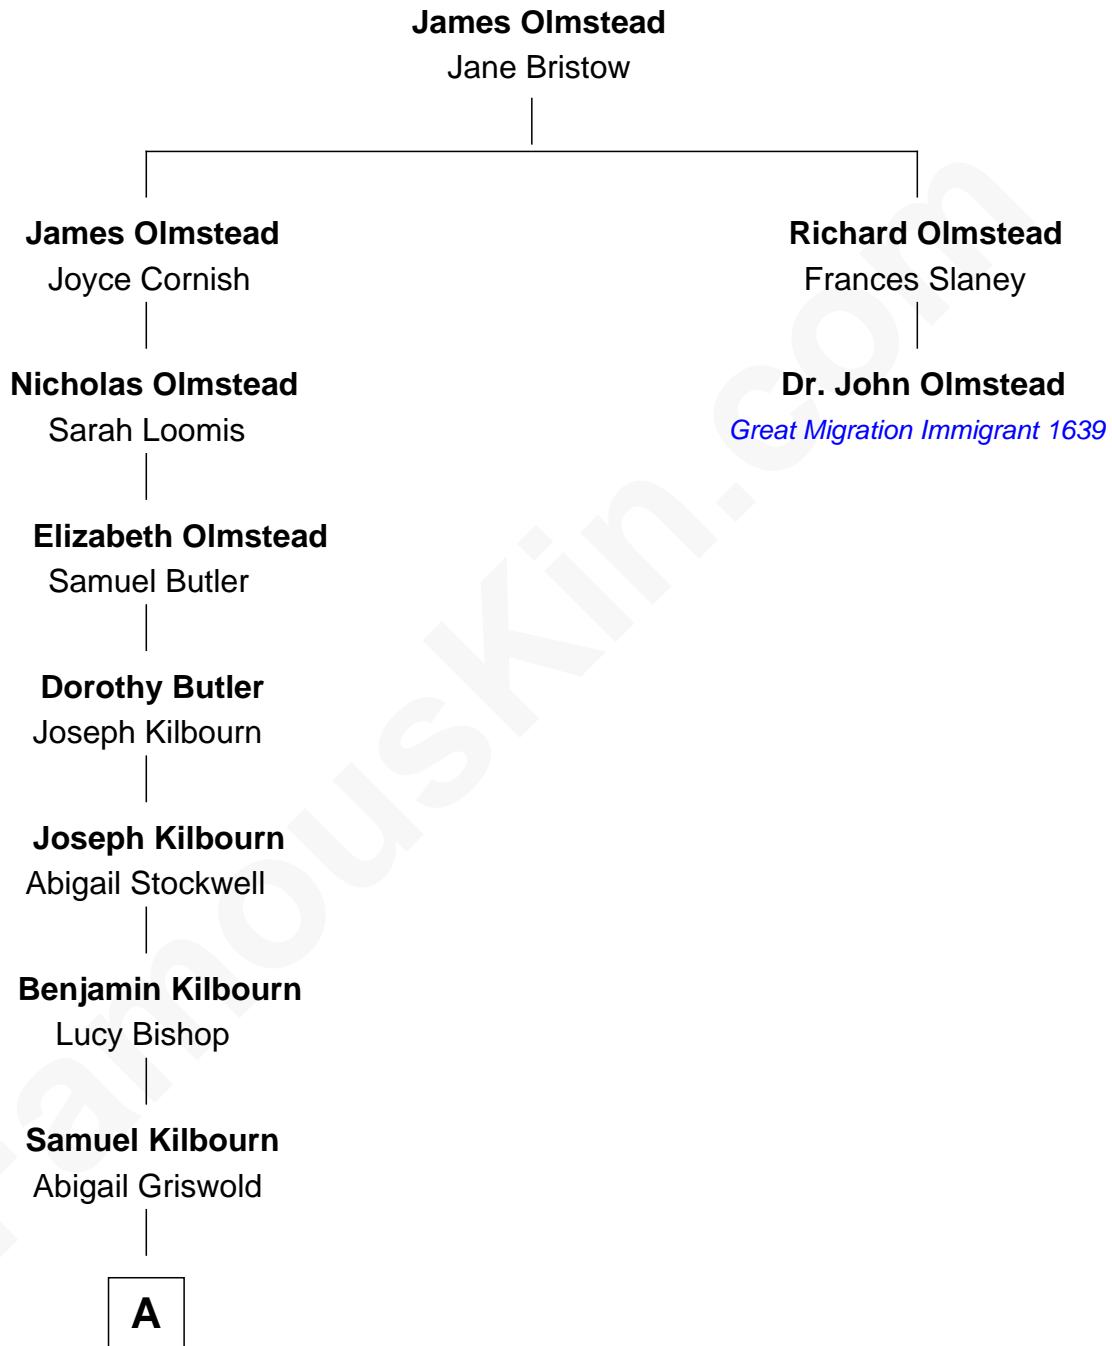 James Olmstead
Jane Bristow
James Olmstead
Joyce Cornish
Richard Olmstead
Frances Slaney
Nicholas Olmstead
Sarah Loomis
Dr. John Olmstead
Great Migration Immigrant 1639
Elizabeth Olmstead
Samuel Butler
Dorothy Butler
Joseph Kilbourn
Joseph Kilbourn
Abigail Stockwell
Benjamin Kilbourn
Lucy Bishop
Samuel Kilbourn
Abigail Griswold
A
FamousKin.com